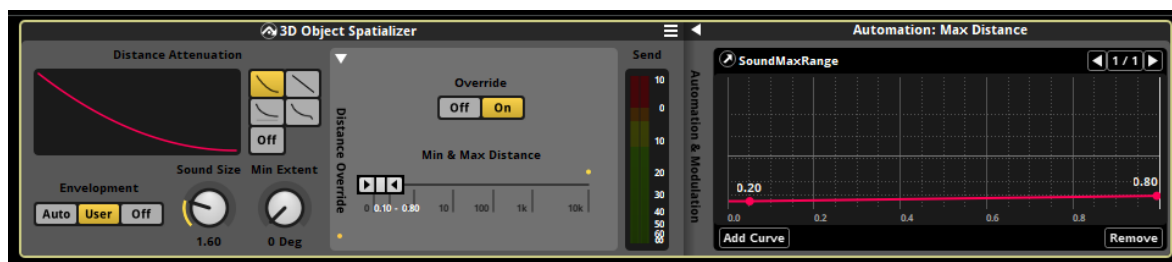 3D Object Spatializer
Distance Attenuation
Off
Envelopment
Auto User Off
Sound Size
1.60
Min Extent
0 Deg
Distance Override
Override
Off On
Min & Max Distance
0 0.10 - 0.80 10 100 1k 10k
Send
10
0
10
20
30
40
50
60
Automation & Modulation
Automation: Max Distance
SoundMaxRange
1 / 1
0.20
0.80
0.0 0.2 0.4 0.6 0.8
Add Curve
Remove